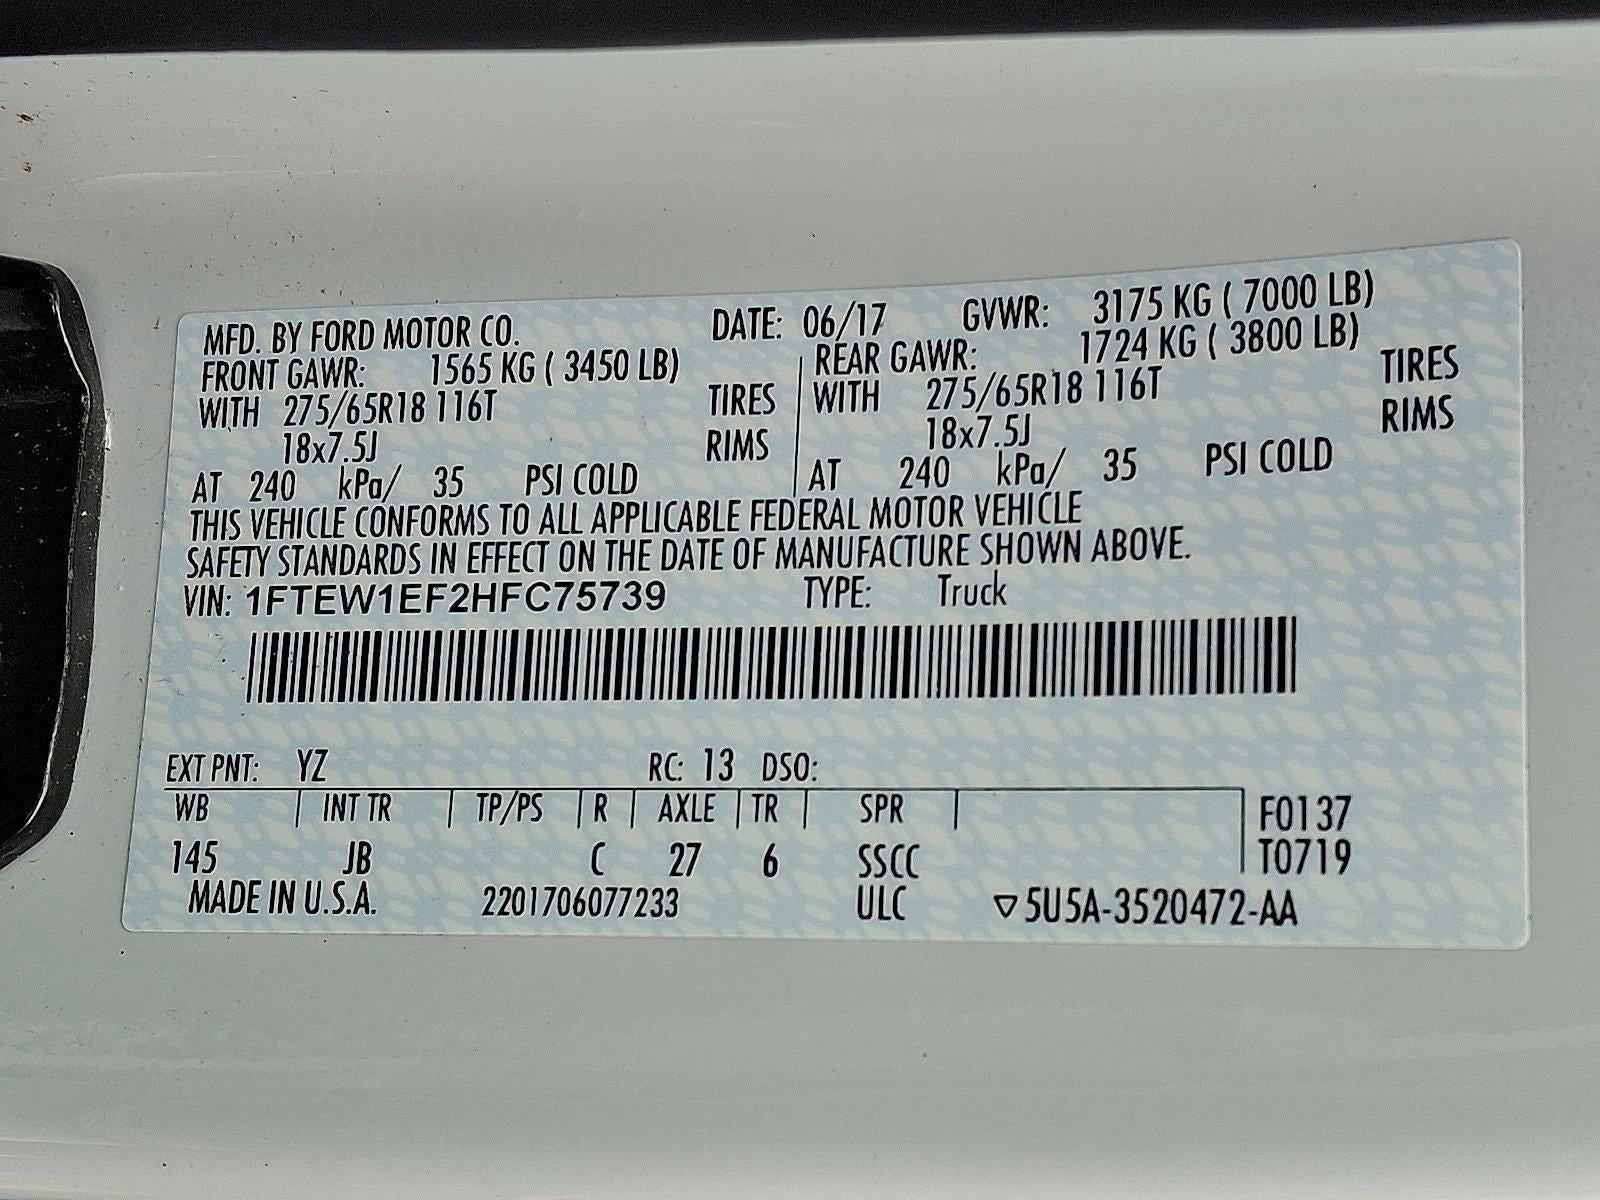 MFD. BY FORD MOTOR CO. DATE: 06/17 GVWR: 3175 KG ( 7000 LB)
FRONT GAWR: 1565 KG ( 3450 LB) REAR GAWR: 1724 KG ( 3800 LB)
WITH 275/65R18 116T TIRES WITH 275/65R18 116T TIRES
18x7.5J RIMS 18x7.5J RIMS
AT 240 kPa/ 35 PSI COLD AT 240 kPa/ 35 PSI COLD
THIS VEHICLE CONFORMS TO ALL APPLICABLE FEDERAL MOTOR VEHICLE
SAFETY STANDARDS IN EFFECT ON THE DATE OF MANUFACTURE SHOWN ABOVE.
VIN: 1FTEW1EF2HFC75739 TYPE: Truck
EXT PNT: YZ RC: 13 DSO:
WB INT TR TP/PS R AXLE TR SPR F0137
145 JB C 27 6 SSCC T0719
MADE IN U.S.A. 2201706077233 ULC ▽5U5A-3520472-AA